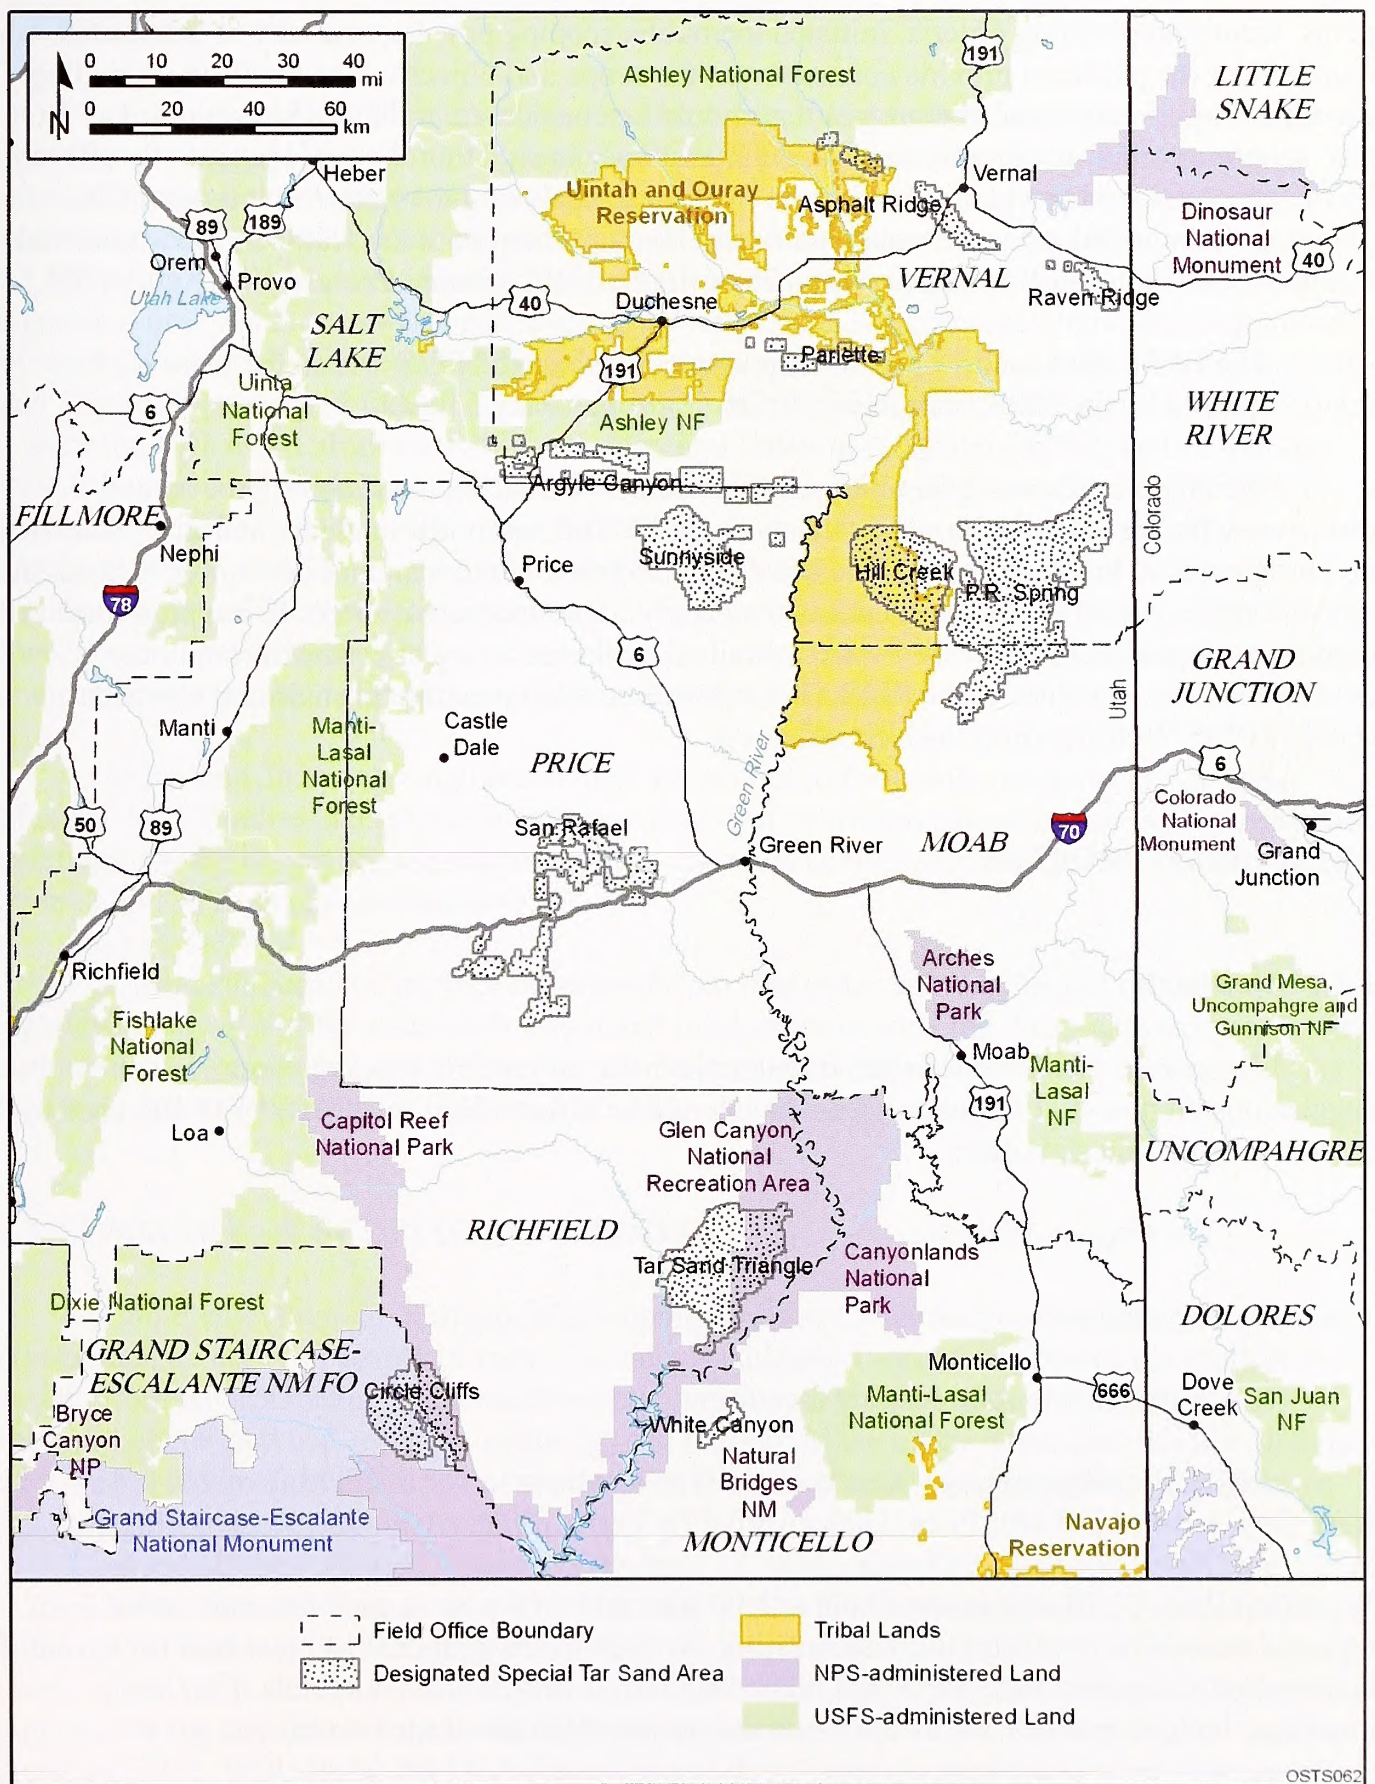 0 10 20 30 40
mi
0 20 40 60
km
N
Ashley National Forest
191
LITTLE
SNAKE
Heber
Vernal
Uintah and Ouray
Reservation
Asphalt Ridge
89
189
Dinosaur
National
Monument
40
Orem
Provo
Utah Lake
VERNAL
Raven Ridge
40
Duchesne
SALT
LAKE
Parlette
191
Uinta
National
Forest
6
Ashley NF
WHITE
RIVER
Argyle Canyon
FILLMORE
Nephi
Colorado
Sunnyside
Price
Hill Creek
P.R. Spring
78
6
GRAND
JUNCTION
Utah
Manti
Manti-
Lasal
National
Forest
Castle
Dale
PRICE
Green River
6
50
89
San Rafael
Green River
MOAB
70
Colorado
National
Monument
Grand
Junction
Richfield
Arches
National
Park
Grand Mesa,
Uncompahgre and
Gunnison NF
Fishlake
National
Forest
Moab
Manti-
Lasal
NF
191
Loa
Capitol Reef
National Park
Glen Canyon
National
Recreation Area
UNCOMPAHGRE
RICHFIELD
Tar Sand Triangle
Canyonlands
National
Park
Dixie National Forest
DOLORES
GRAND STAIRCASE-
ESCALANTE NM FO
Circle Cliffs
Monticello
666
Dove
Creek
San Juan
NF
Bryce
Canyon
NP
White Canyon
Manti-Lasal
National Forest
Natural
Bridges
NM
Grand Staircase-Escalante
National Monument
MONTICELLO
Navajo
Reservation
Field Office Boundary
Designated Special Tar Sand Area
Tribal Lands
NPS-administered Land
USFS-administered Land
OSTS062